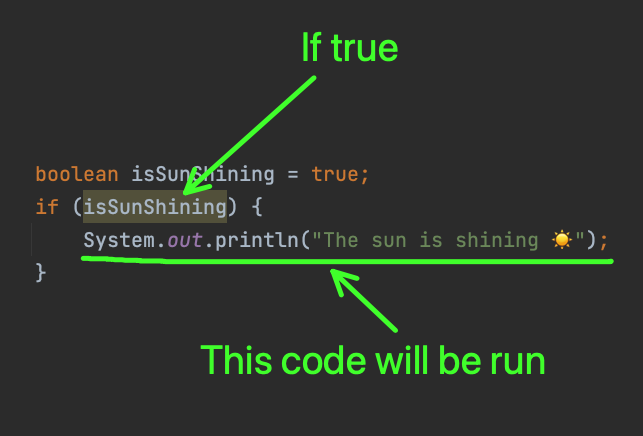 If true
boolean isSunShining = true;
if (isSunShining) {
System.out.println("The sun is shining ☀️");
}
This code will be run